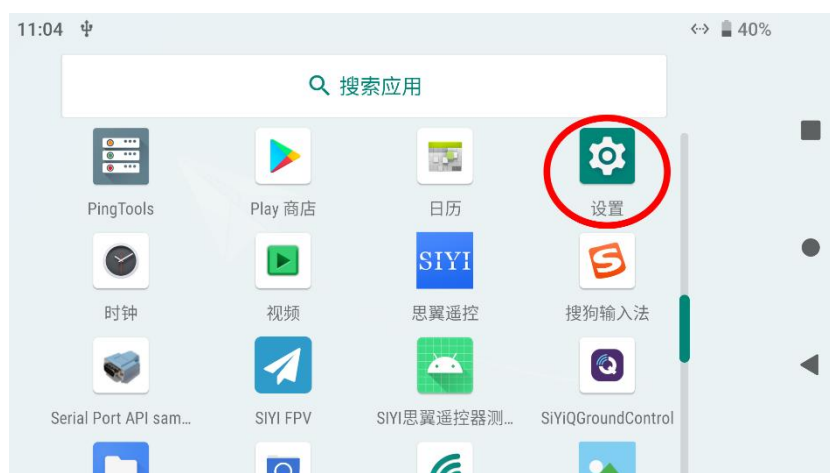 11:04
40%
搜索应用
PingTools
Play 商店
日历
设置
SIYI
时钟
视频
思翼遥控
搜狗输入法
Serial Port API sam...
SIYI FPV
SIYI思翼遥控器测...
SiYiQGroundControl